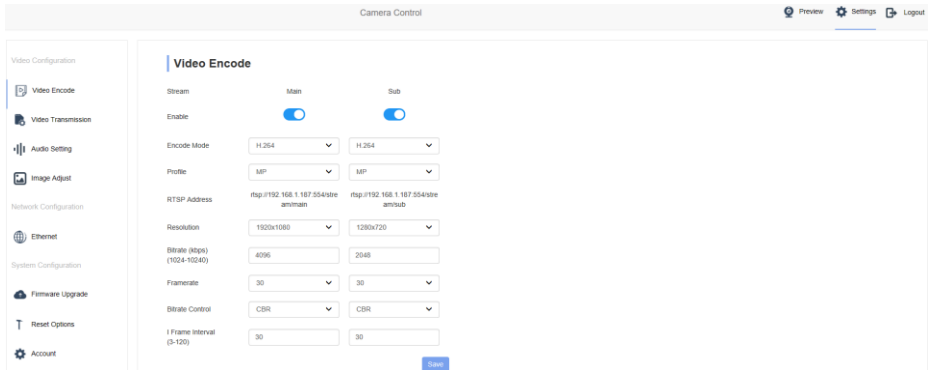 Camera Control
Preview
Settings
Logout
Video Configuration
Video Encode
Video Transmission
Audio Setting
Image Adjust
Network Configuration
Ethernet
System Configuration
Firmware Upgrade
Reset Options
Account
Video Encode
Stream Main Sub
Enable
Encode Mode H.264 H.264
Profile MP MP
RTSP Address rtsp://192.168.1.187:554/stre rtsp://192.168.1.187:554/stre
am/main am/sub
Resolution 1920x1080 1280x720
Bitrate (kbps)
(1024-10240) 4096 2048
Framerate 30 30
Bitrate Control CBR CBR
I Frame Interval
(3-120) 30 30
Save